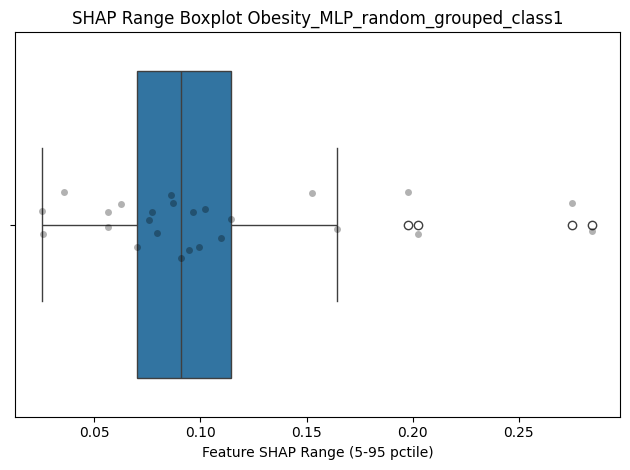 SHAP Range Boxplot Obesity_MLP_random_grouped_class1
0.05 0.10 0.15 0.20 0.25
Feature SHAP Range (5-95 pctile)